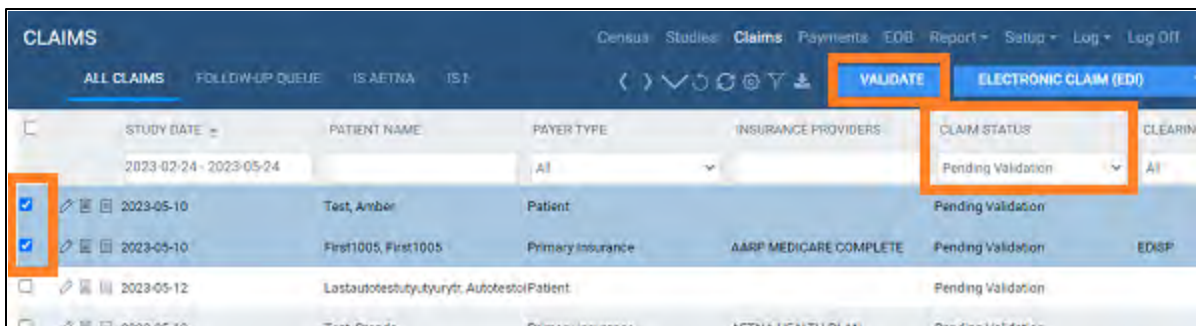 CLAIMS Census Studies Claims Payments EOB Report Setup Log Log Off
ALL CLAIMS FOLLOW-UP QUEUE IS AETNA VALIDATE ELECTRONIC CLAIM (EDI)
STUDY DATE PATIENT NAME PAYER TYPE INSURANCE PROVIDERS CLAIM STATUS CLEARIN
2023-02-24 - 2023-05-24 All Pending Validation All
2023-05-10 Test, Amber Patient Pending Validation
2023-05-10 First1005, First1005 Primary Insurance AARP MEDICARE COMPLETE Pending Validation EDISP
2023-05-12 Patient Pending Validation